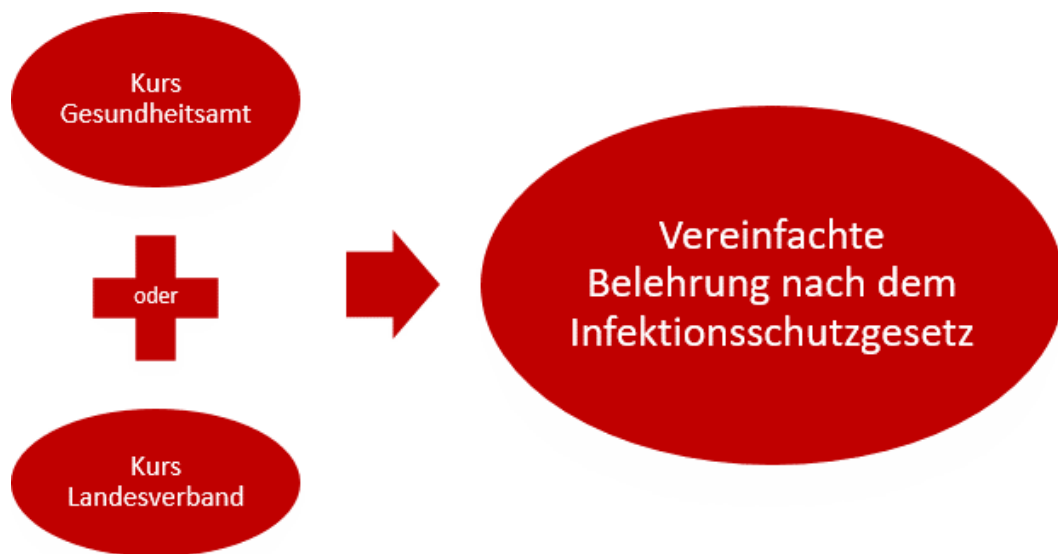 Kurs
Gesundheitsamt
oder
Kurs
Landesverband
Vereinfachte
Belehrung nach dem
Infektionsschutzgesetz